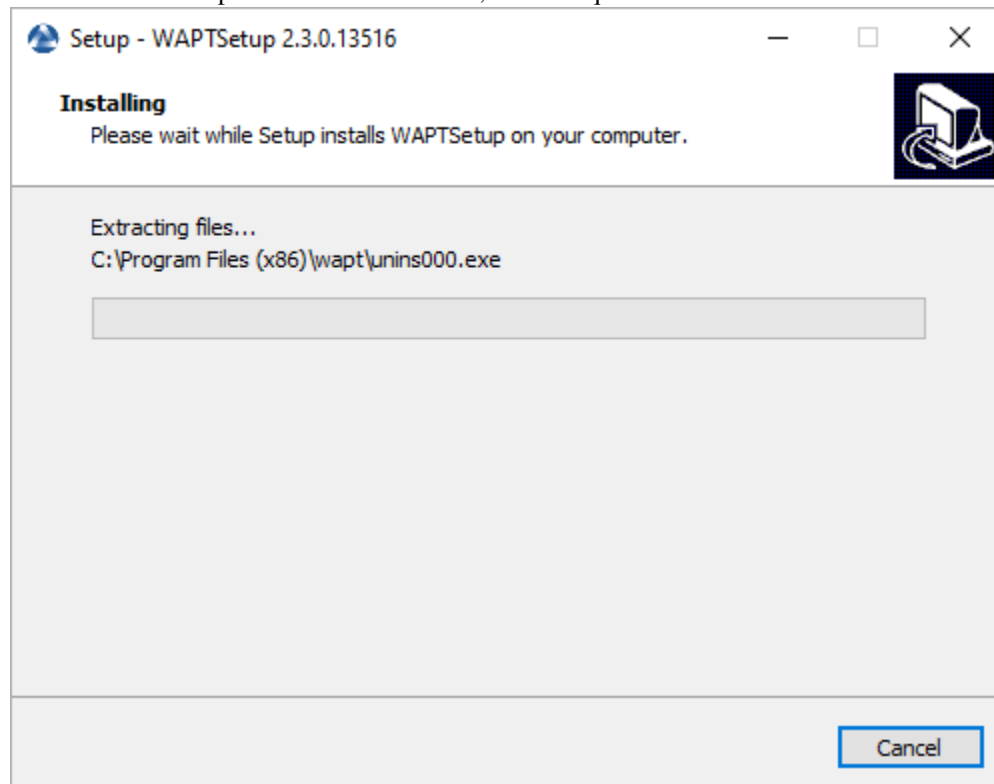 Setup - WAPTSetup 2.3.0.13516
Installing
Please wait while Setup installs WAPTSetup on your computer.
Extracting files...
C:\Program Files (x86)\wapt\unins000.exe
Cancel